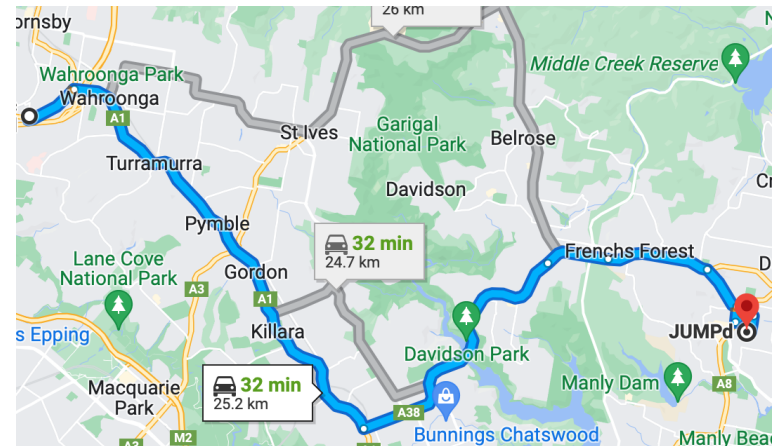 ornsby
26 km
Middle Creek Reserve
Wahroonga Park
Wahroonga
A1
St Ives
Garigal
National Park
Belrose
Turramurra
Davidson
Pymble
32 min
24.7 km
Frenchs Forest
Lane Cove
National Park
Gordon
A3
A1
Killara
JUMPd
s Epping
Davidson Park
32 min
25.2 km
Macquarie
Park
Manly Dam
A8
A38
A3
M2
Bunnings Chatswood
Manly Beac